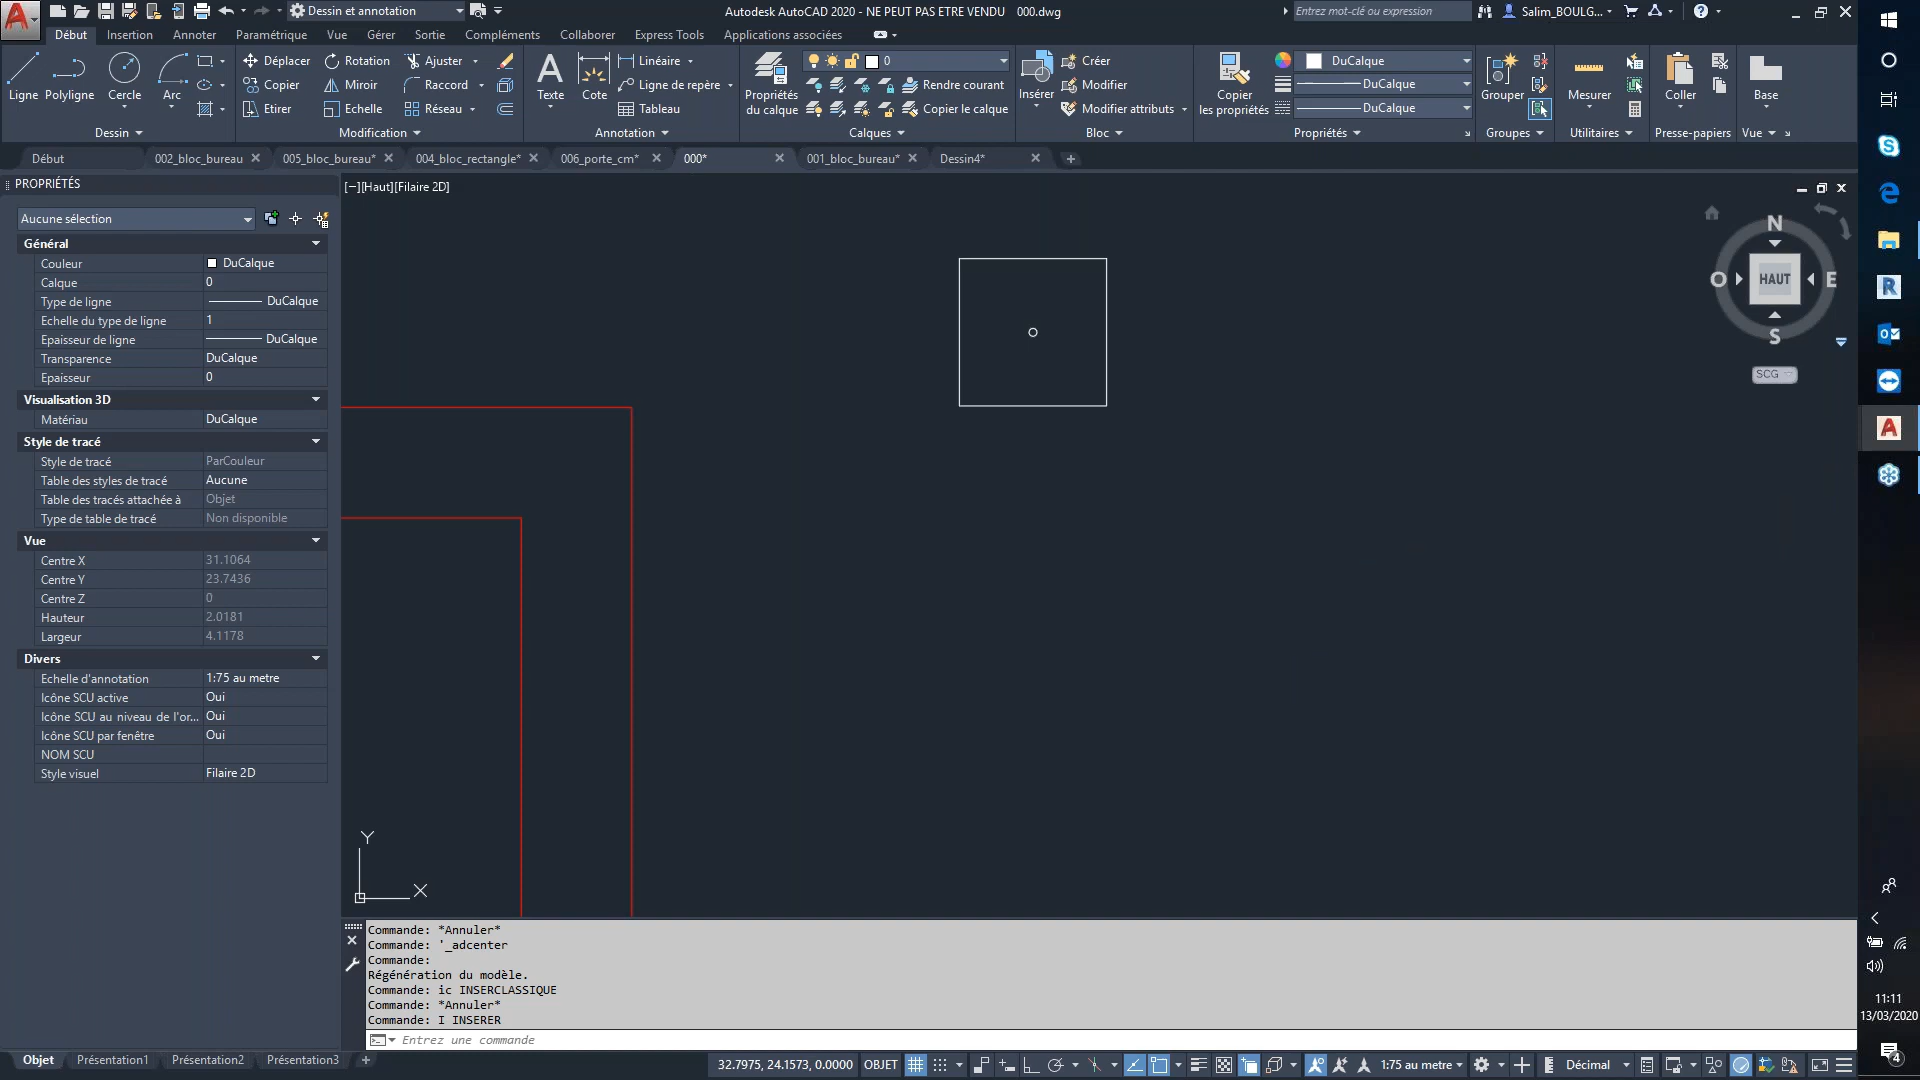 Dessin et annotation
Autodesk AutoCAD 2020 - NE PEUT PAS ETRE VENDU 000.dwg
Entrez mot-clé ou expression
Salim_BOULG...
Début Insertion Annoter Paramétrique Vue Gérer Sortie Compléments Collaborer Express Tools Applications associées
Ligne
Polyligne
Cercle
Arc
Dessin
Déplacer
Rotation
Ajuster
Copier
Miroir
Raccord
Etirer
Echelle
Réseau
Modification
Texte
Cote
Linéaire
Ligne de repère
Tableau
Annotation
Propriétés
du calque
0
Rendre courant
Copier le calque
Calques
Insérer
Créer
Modifier
Modifier attributs
Bloc
Copier
les propriétés
DuCalque
DuCalque
DuCalque
Propriétés
Grouper
Groupes
Mesurer
Utilitaires
Coller
Presse-papiers
Base
Vue
Début
002_bloc_bureau
005_bloc_bureau*
004_bloc_rectangle*
006_porte_cm*
000*
001_bloc_bureau*
Dessin4*
PROPRIÉTÉS
Aucune sélection
Général
Couleur DuCalque
Calque 0
Type de ligne DuCalque
Echelle du type de ligne 1
Epaisseur de ligne DuCalque
Transparence DuCalque
Epaisseur 0
Visualisation 3D
Matériau DuCalque
Style de tracé
Style de tracé ParCouleur
Table des styles de tracé Aucune
Table des tracés attachée à Objet
Type de table de tracé Non disponible
Vue
Centre X 31.1064
Centre Y 23.7436
Centre Z 0
Hauteur 2.0181
Largeur 4.1178
Divers
Echelle d'annotation 1:75 au metre
Icône SCU active Oui
Icône SCU au niveau de l'or... Oui
Icône SCU par fenêtre Oui
NOM SCU
Style visuel Filaire 2D
[−][Haut][Filaire 2D]
N
O
HAUT
E
S
SCG
Y
X
Commande: *Annuler*
Commande: '_adcenter
Commande:
Régénération du modèle.
Commande: ic INSERCLASSIQUE
Commande: *Annuler*
Commande: I INSERER
Entrez une commande
Objet Présentation1 Présentation2 Présentation3
32.7975, 24.1573, 0.0000 OBJET
1:75 au metre
Décimal
11:11
13/03/2020
4